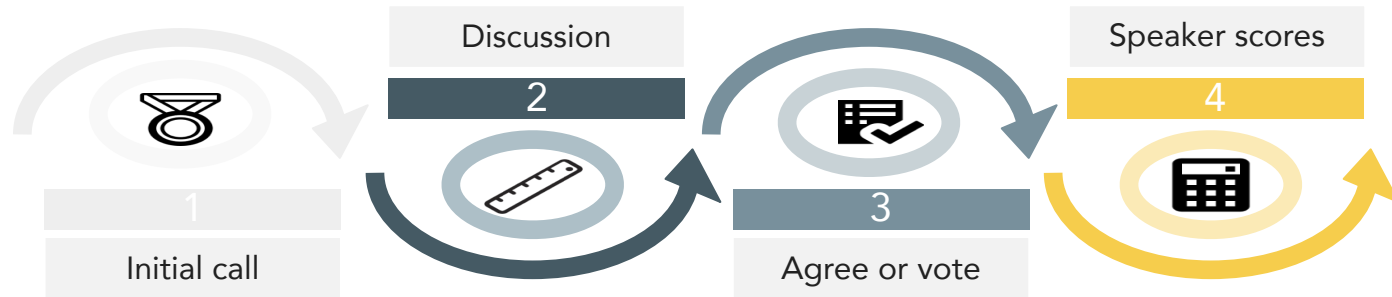 1
Initial call
Discussion
2
3
Agree or vote
Speaker scores
4